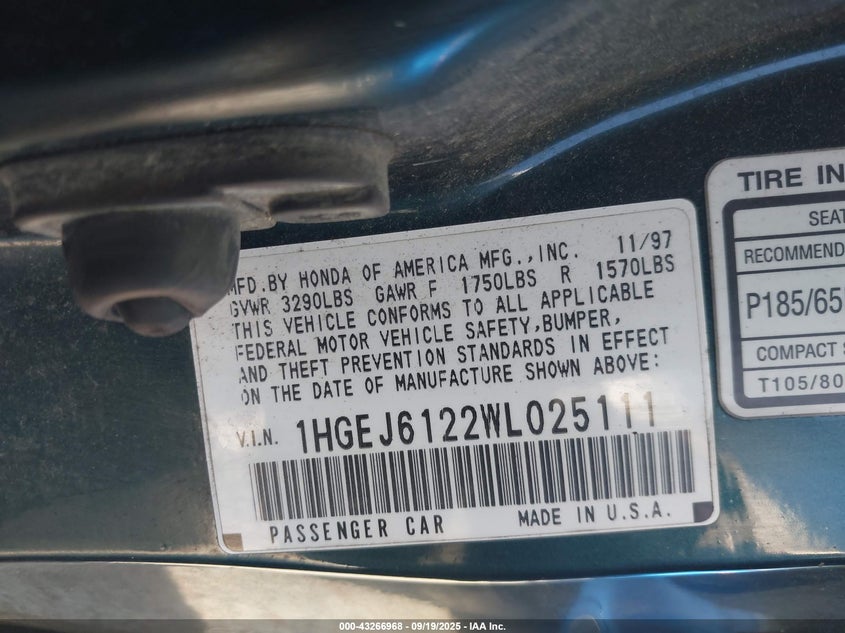 MFD.BY HONDA OF AMERICA MFG.,INC. 11/97
GVWR 3290LBS GAWR F 1750LBS R 1570LBS
THIS VEHICLE CONFORMS TO ALL APPLICABLE
FEDERAL MOTOR VEHICLE SAFETY,BUMPER,
AND THEFT PREVENTION STANDARDS IN EFFECT
ON THE DATE OF MANUFACTURE SHOWN ABOVE:
V.I.N. 1HGEJ6122WL025111
PASSENGER CAR MADE IN U.S.A.
TIRE IN
SEAT
RECOMMEND
P185/65
COMPACT S
T105/80
000-43266968 - 09/19/2025 - IAA Inc.